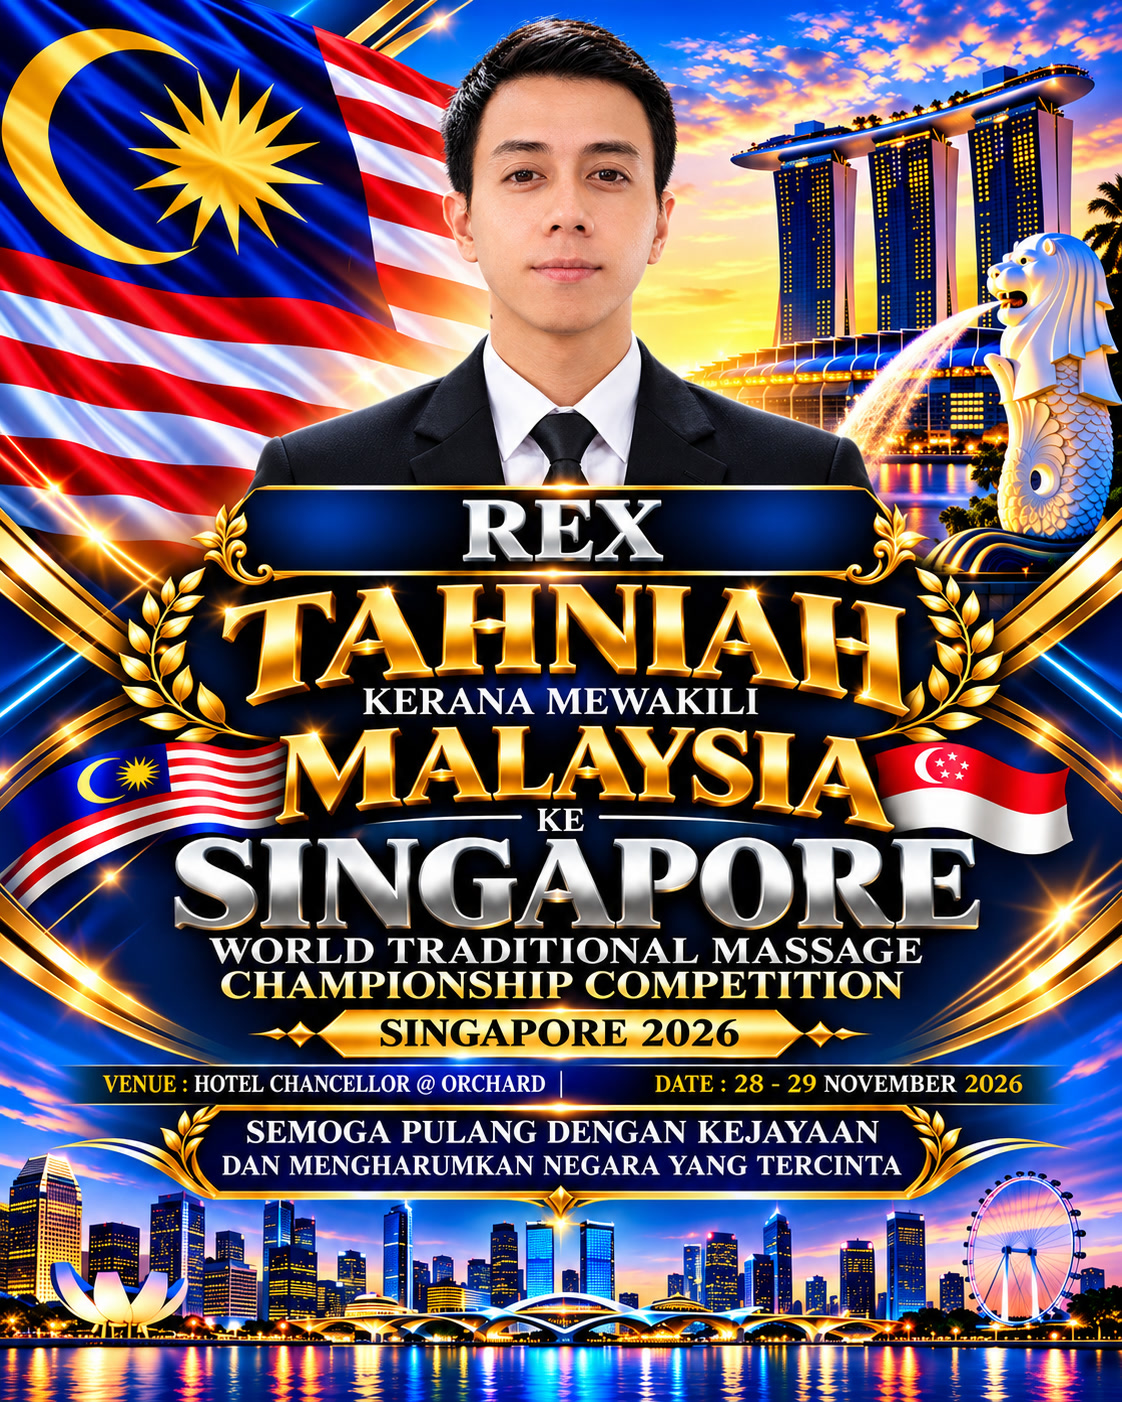 REX
TAHNIAH
KERANA MEWAKILI
MALAYSIA
KE
SINGAPORE
WORLD TRADITIONAL MASSAGE
CHAMPIONSHIP COMPETITION
SINGAPORE 2026
VENUE : HOTEL CHANCELLOR @ ORCHARD | DATE : 28 - 29 NOVEMBER 2026
SEMOGA PULANG DENGAN KEJAYAAN
DAN MENGHARUMKAN NEGARA YANG TERCINTA